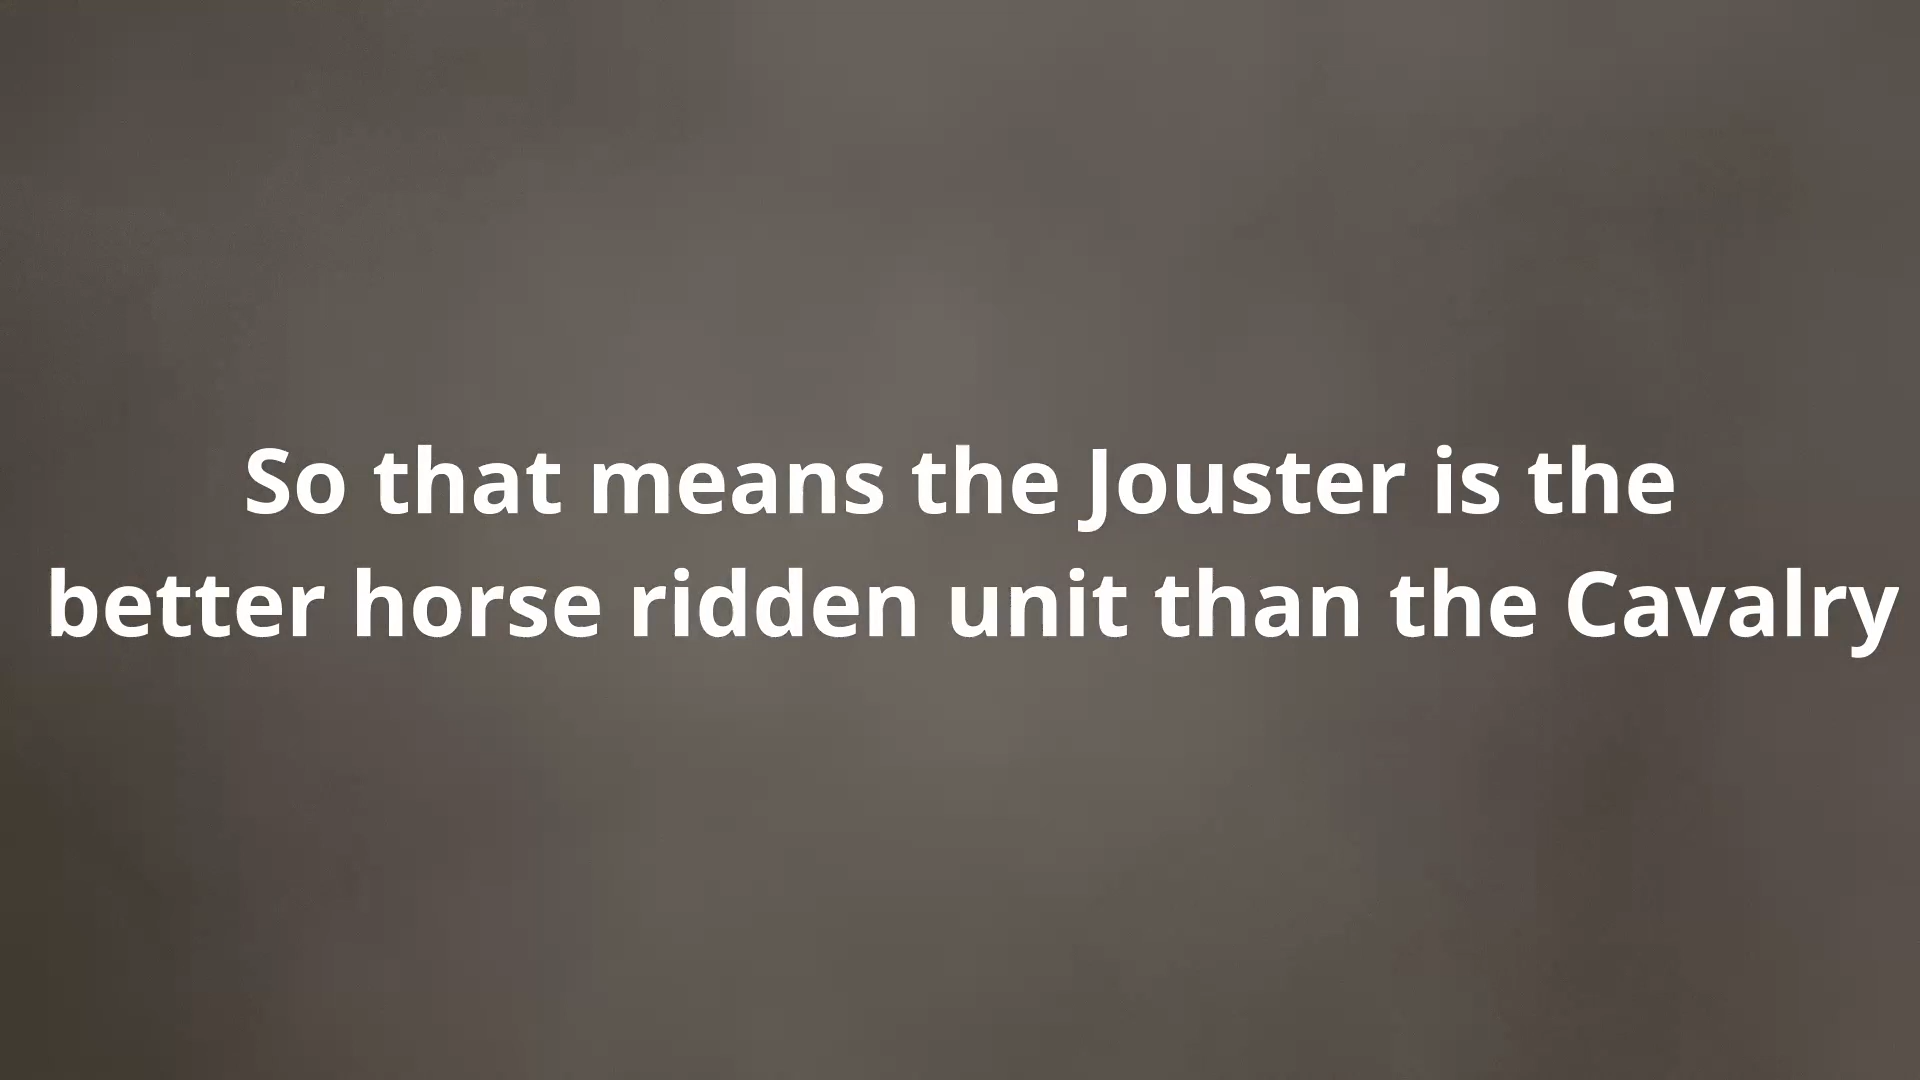 So that means the Jouster is the
better horse ridden unit than the Cavalry